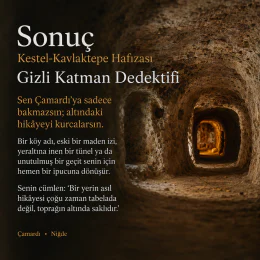 Sonuç
Kestel-Kavlaktepe Hafızası
Gizli Katman Dedektifi
Sen Çamardı'ya sadece
bakmazsın; altındaki
hikâyeyi kurcalarsın.
Bir köy adı, eski bir maden izi,
yeraltına inen bir tünel ya da
unutulmuş bir geçit senin için
hemen bir ipucuna dönüşür.
Senin cümlen: 'Bir yerin asıl
hikâyesi çoğu zaman tabelada
değil, toprağın altında saklıdır.'
Çamardı • Niğde